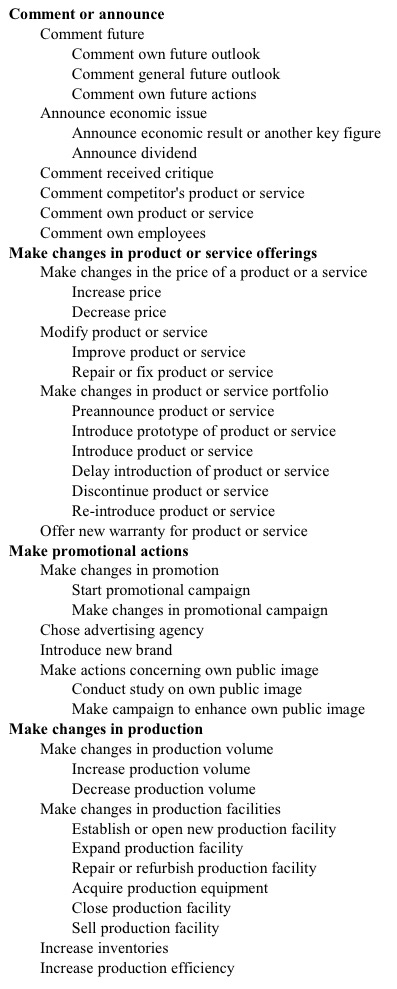 Comment or announce
Comment future
Comment own future outlook
Comment general future outlook
Comment own future actions
Announce economic issue
Announce economic result or another key figure
Announce dividend
Comment received critique
Comment competitor's product or service
Comment own product or service
Comment own employees
Make changes in product or service offerings
Make changes in the price of a product or a service
Increase price
Decrease price
Modify product or service
Improve product or service
Repair or fix product or service
Make changes in product or service portfolio
Preannounce product or service
Introduce prototype of product or service
Introduce product or service
Delay introduction of product or service
Discontinue product or service
Re-introduce product or service
Offer new warranty for product or service
Make promotional actions
Make changes in promotion
Start promotional campaign
Make changes in promotional campaign
Chose advertising agency
Introduce new brand
Make actions concerning own public image
Conduct study on own public image
Make campaign to enhance own public image
Make changes in production
Make changes in production volume
Increase production volume
Decrease production volume
Make changes in production facilities
Establish or open new production facility
Expand production facility
Repair or refurbish production facility
Acquire production equipment
Close production facility
Sell production facility
Increase inventories
Increase production efficiency